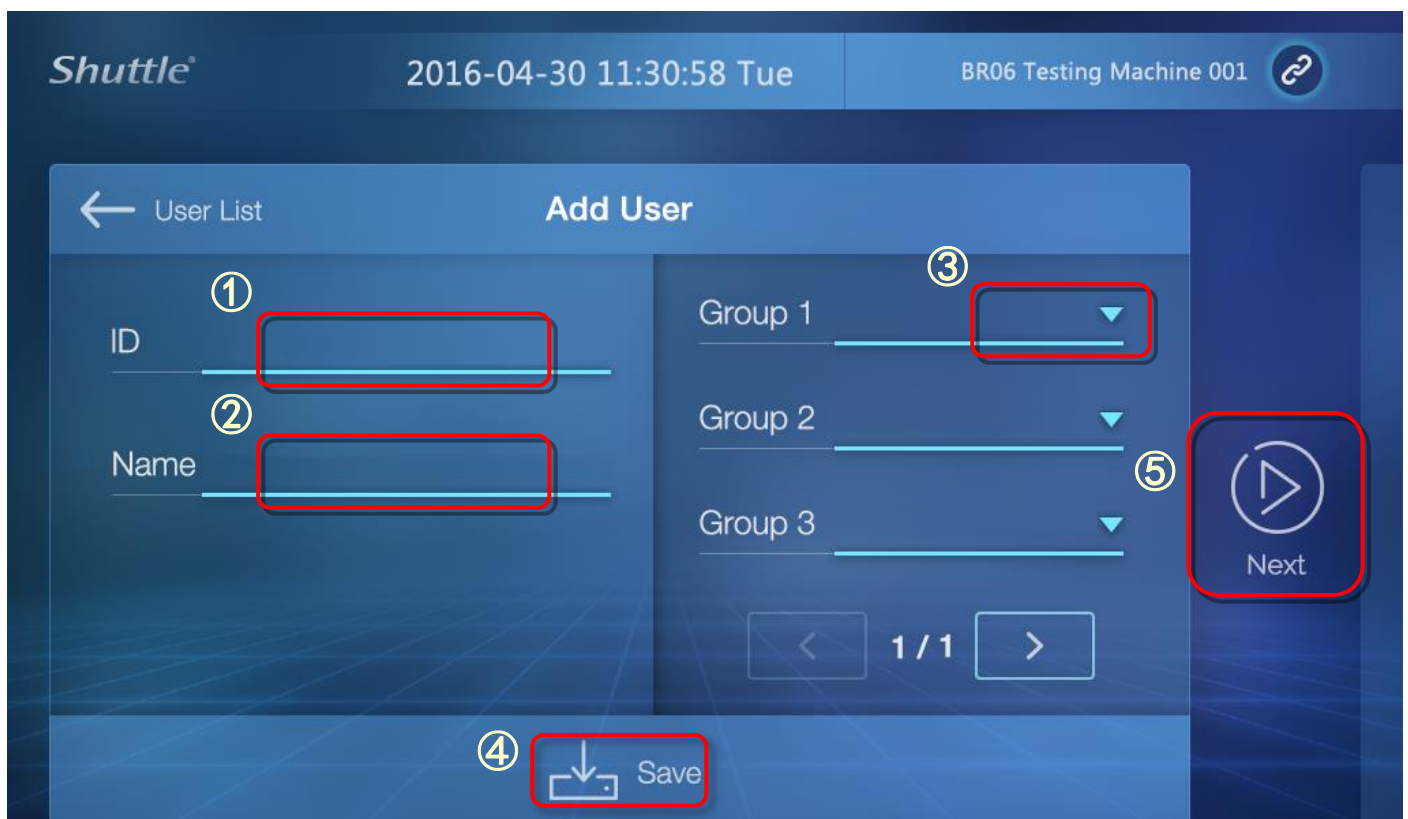 Shuttle® 2016-04-30 11:30:58 Tue BR06 Testing Machine 001
User List Add User
①
ID
②
Name
③
Group 1
Group 2
Group 3
1 / 1
⑤
Next
④
Save